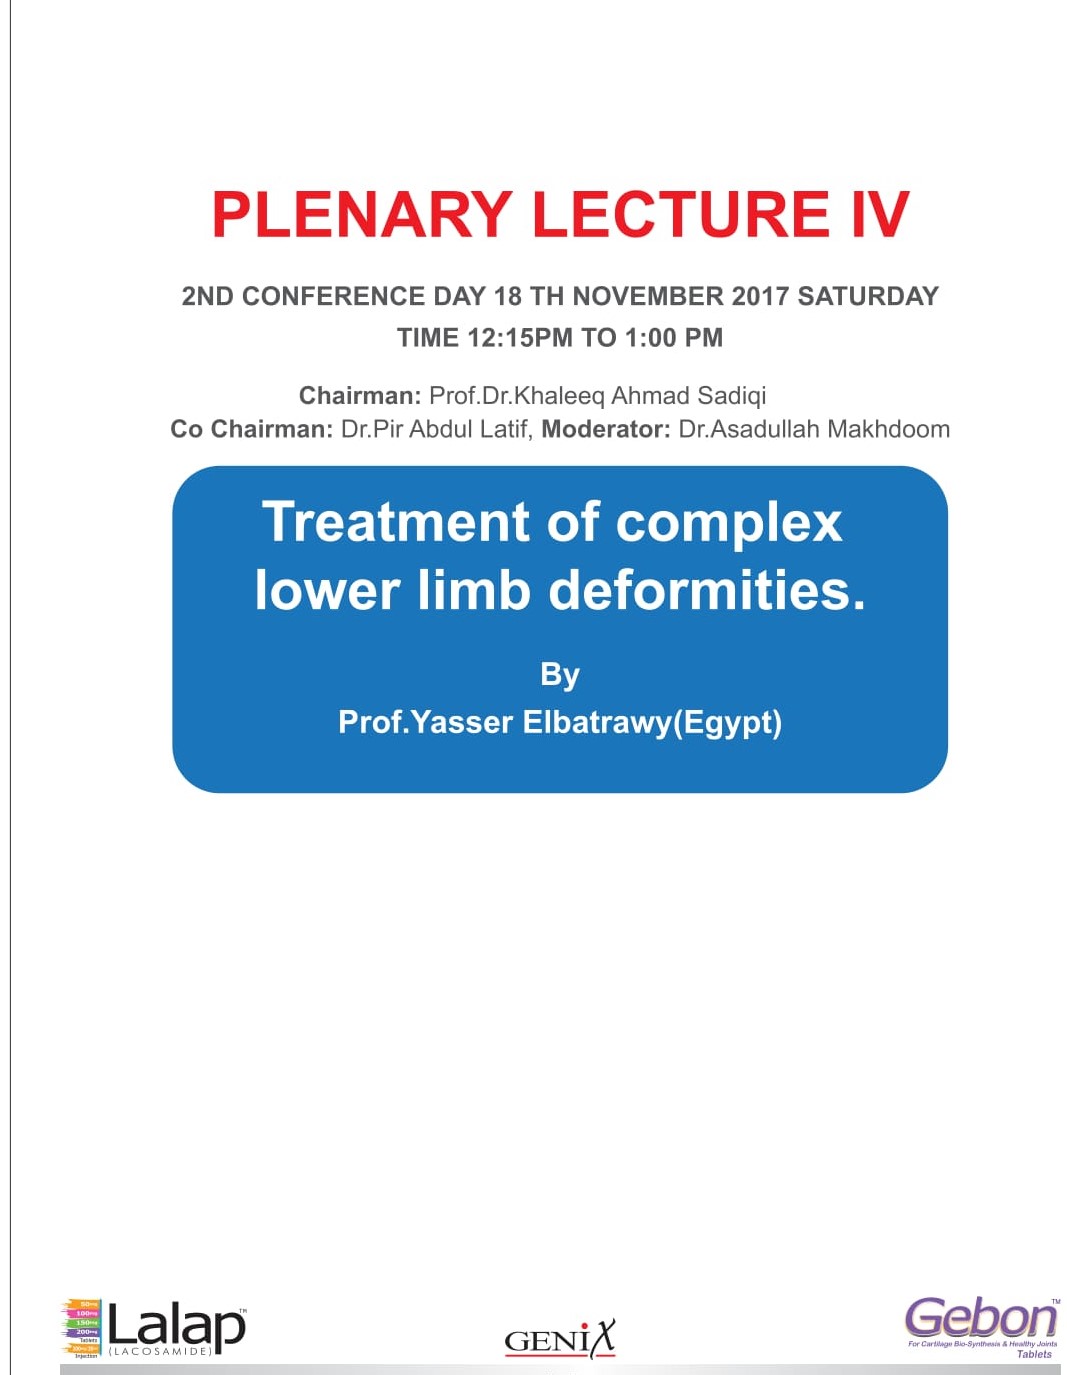 PLENARY LECTURE IV
2ND CONFERENCE DAY 18 TH NOVEMBER 2017 SATURDAY
TIME 12:15PM TO 1:00 PM
Chairman: Prof.Dr.Khaleeq Ahmad Sadiqi
Co Chairman: Dr.Pir Abdul Latif, Moderator: Dr.Asadullah Makhdoom
Treatment of complex
lower limb deformities.
By
Prof.Yasser Elbatrawy(Egypt)
50mg
100mg
150mg
200mg
Tablets
Injection
Lalap™
(LACOSAMIDE)
GENiX
Gebon™
For Cartilage Bio-Synthesis & Healthy Joints
Tablets